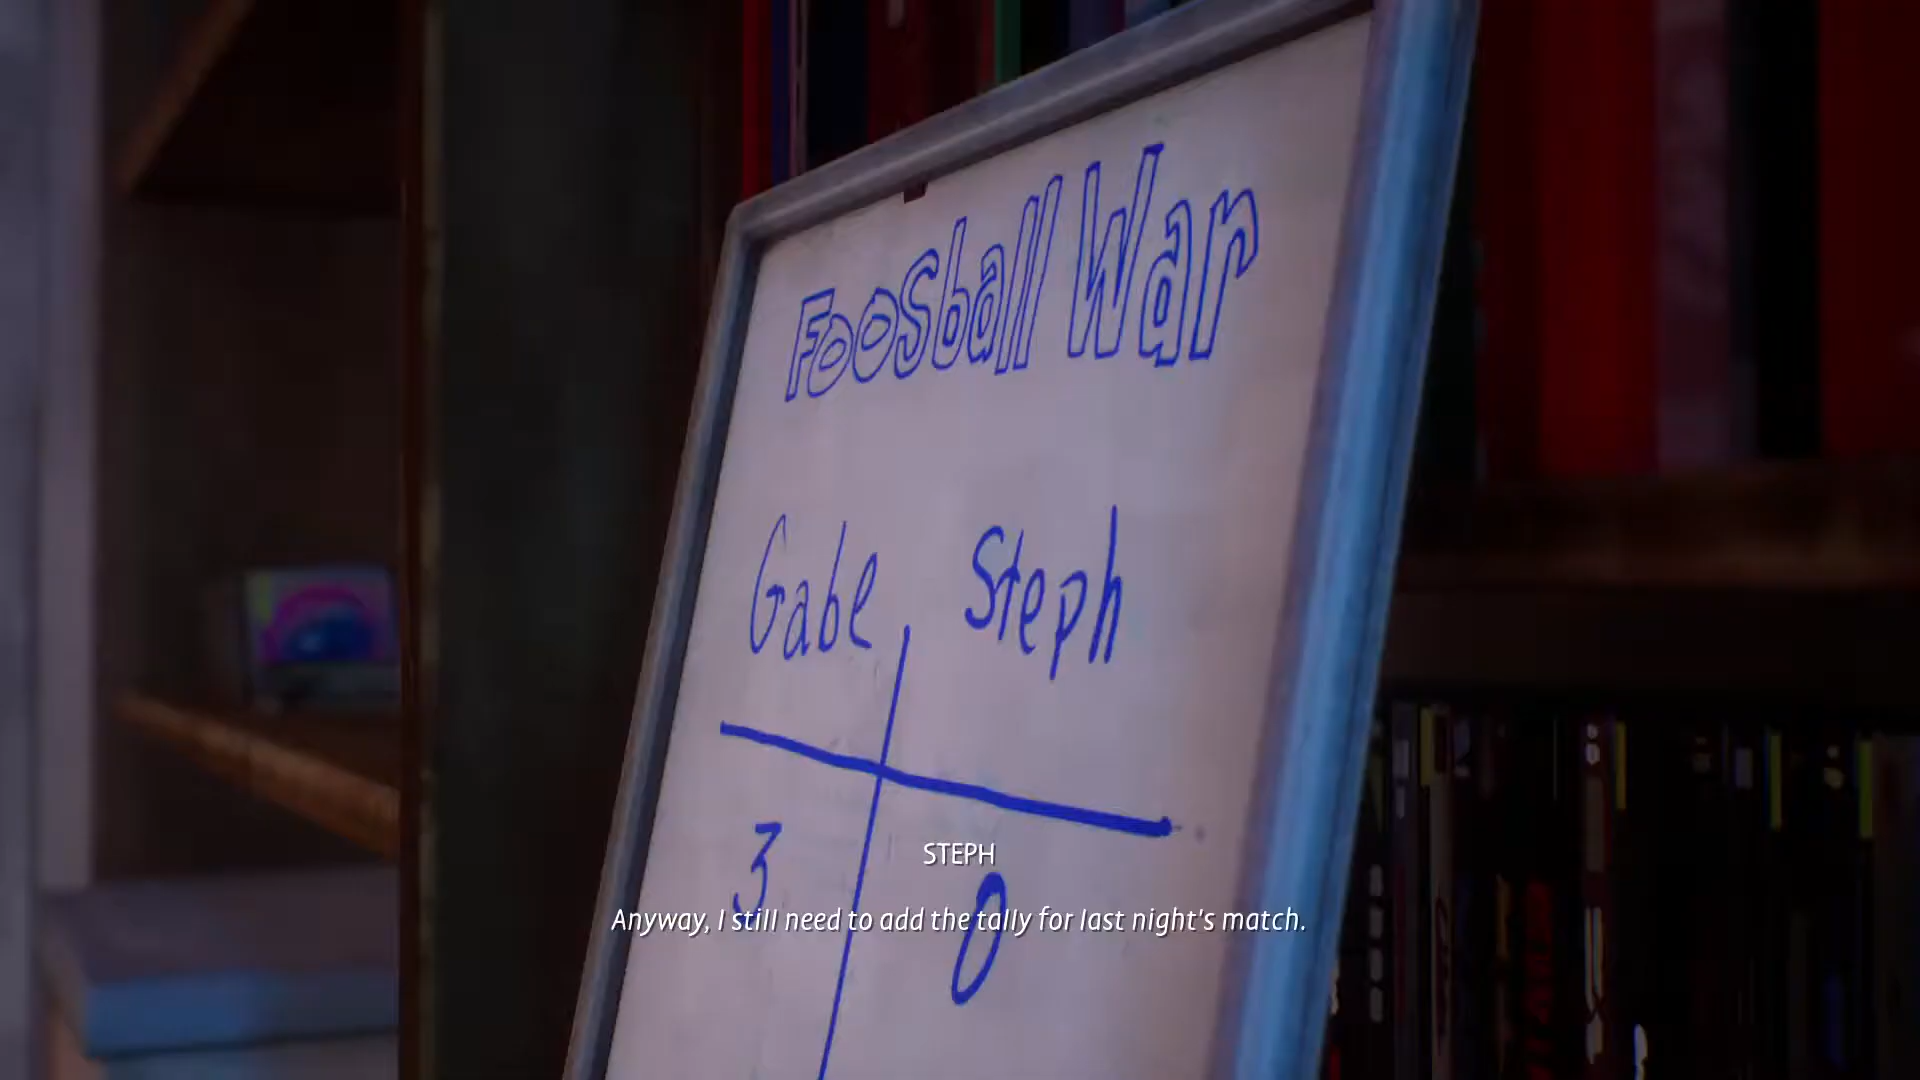 Foosball War
Gabe Steph
3 0
STEPH
Anyway, I still need to add the tally for last night's match.